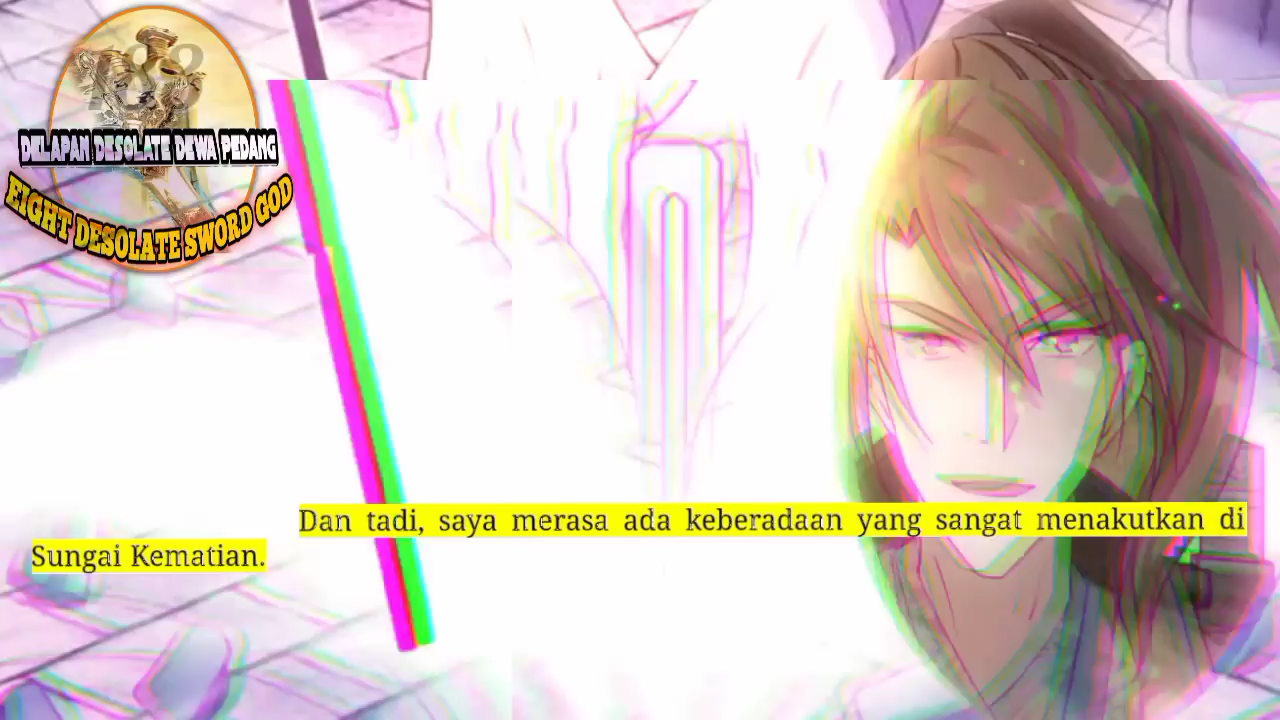 188
DELAPAN DESOLATE DEWA PEDANG
EIGHT DESOLATE SWORD GOD
Dan tadi, saya merasa ada keberadaan yang sangat menakutkan di
Sungai Kematian.